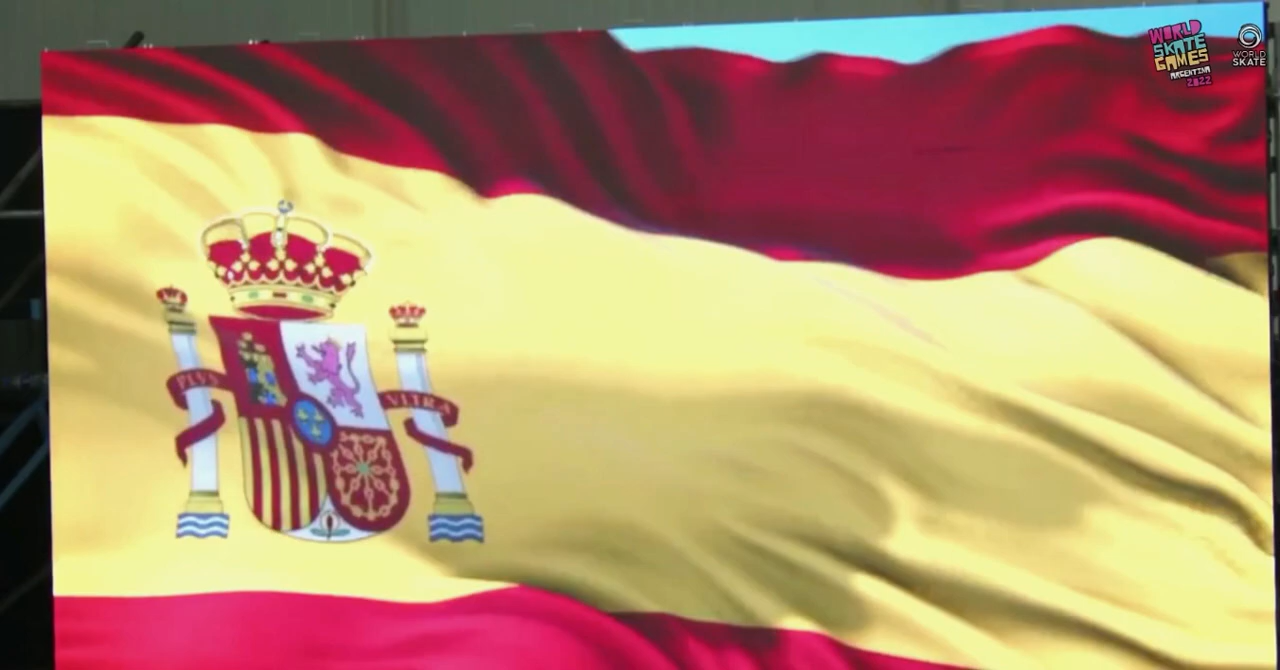 WORLD
SKATE
GAMES
ARGENTINA
2022
WORLD
SKATE
PLVS
VLTRA